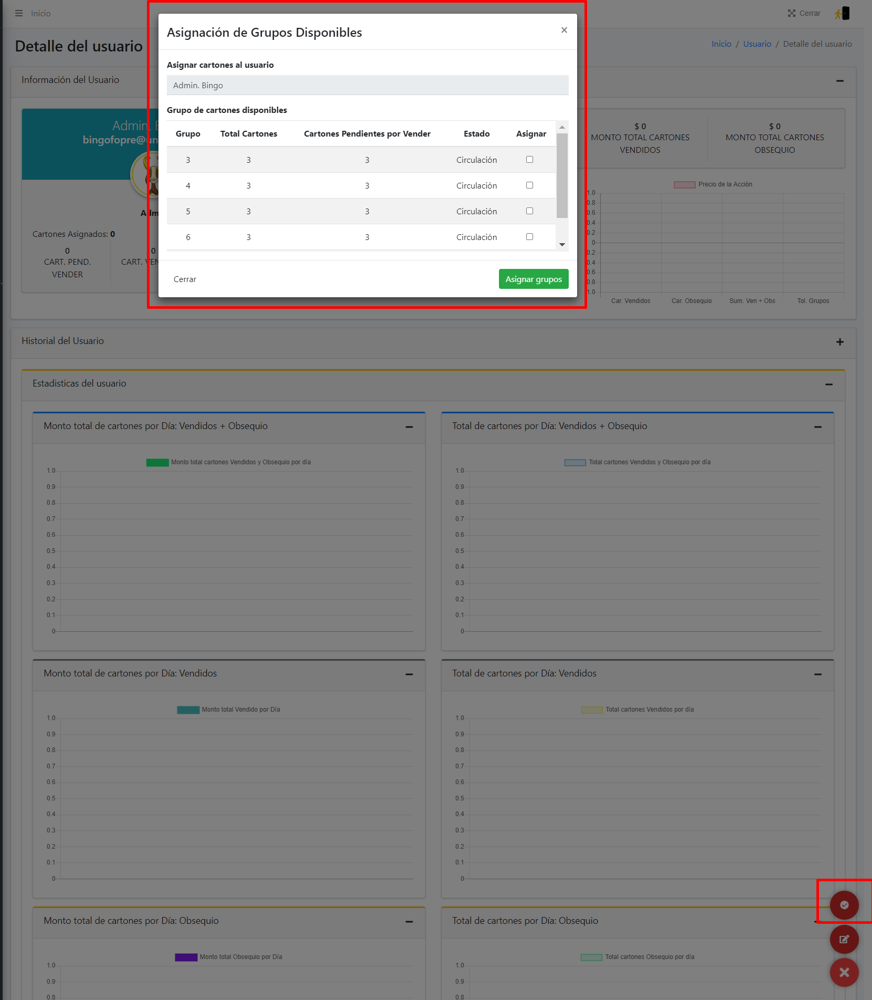 Inicio
Cerrar
Detalle del usuario
Inicio / Usuario / Detalle del usuario
Asignación de Grupos Disponibles
×
Asignar cartones al usuario
Admin. Bingo
Grupo de cartones disponibles
Grupo Total Cartones Cartones Pendientes por Vender Estado Asignar
3 3 3 Circulación
4 3 3 Circulación
5 3 3 Circulación
6 3 3 Circulación
Cerrar
Asignar grupos
Información del Usuario
Admin.
bingofopre@un
Adm
Cartones Asignados: 0
0
CART. PEND.
VENDER
0
CART. VEN
$ 0
MONTO TOTAL CARTONES
VENDIDOS
$ 0
MONTO TOTAL CARTONES
OBSEQUIO
Precio de la Acción
1.0
0.8
0.6
0.4
0.2
0
0.2
0.4
0.6
0.8
1.0
Car. Vendidos Car. Obsequio Sum. Ven + Obs Tol. Grupos
Historial del Usuario
Estadisticas del usuario
Monto total de cartones por Día: Vendidos + Obsequio
Monto total cartones Vendidos y Obsequio por día
1.0
0.9
0.8
0.7
0.6
0.5
0.4
0.3
0.2
0.1
0
Total de cartones por Día: Vendidos + Obsequio
Total cartones Vendidos y Obsequio por día
1.0
0.9
0.8
0.7
0.6
0.5
0.4
0.3
0.2
0.1
0
Monto total de cartones por Día: Vendidos
Monto total Vendido por Día
1.0
0.9
0.8
0.7
0.6
0.5
0.4
0.3
0.2
0.1
0
Total de cartones por Día: Vendidos
Total cartones Vendidos por día
1.0
0.9
0.8
0.7
0.6
0.5
0.4
0.3
0.2
0.1
0
Monto total de cartones por Día: Obsequio
Monto total Obsequio por Día
1.0
0.9
0.8
Total de cartones por Día: Obsequio
Total cartones Obsequio por día
1.0
0.9
0.8